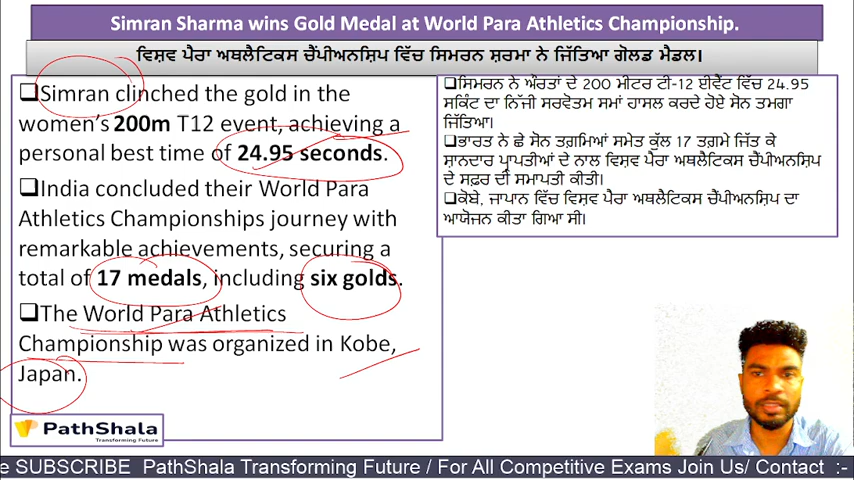 Simran Sharma wins Gold Medal at World Para Athletics Championship.
ਵਿਸ਼ਵ ਪੈਰਾ ਅਥਲੈਟਿਕਸ ਚੈਂਪੀਅਨਸ਼ਿਪ ਵਿੱਚ ਸਿਮਰਨ ਸ਼ਰਮਾ ਨੇ ਜਿੱਤਿਆ ਗੋਲਡ ਮੈਡਲ।
❑Simran clinched the gold in the
women's 200m T12 event, achieving a
personal best time of 24.95 seconds.
❑India concluded their World Para
Athletics Championships journey with
remarkable achievements, securing a
total of 17 medals, including six golds.
❑The World Para Athletics
Championship was organized in Kobe,
Japan.
❑ਸਿਮਰਨ ਨੇ ਔਰਤਾਂ ਦੇ 200 ਮੀਟਰ ਟੀ-12 ਈਵੈਂਟ ਵਿੱਚ 24.95
ਸਕਿੰਟ ਦਾ ਨਿੱਜੀ ਸਰਵੋਤਮ ਸਮਾਂ ਹਾਸਲ ਕਰਦੇ ਹੋਏ ਸੋਨ ਤਮਗਾ
ਜਿੱਤਿਆ।
❑ਭਾਰਤ ਨੇ ਛੇ ਸੋਨ ਤਗ਼ਮਿਆਂ ਸਮੇਤ ਕੁੱਲ 17 ਤਗ਼ਮੇ ਜਿੱਤ ਕੇ
ਸ਼ਾਨਦਾਰ ਪ੍ਰਾਪਤੀਆਂ ਦੇ ਨਾਲ ਵਿਸ਼ਵ ਪੈਰਾ ਅਥਲੈਟਿਕਸ ਚੈਂਪੀਅਨਸ਼ਿਪ
ਦੇ ਸਫ਼ਰ ਦੀ ਸਮਾਪਤੀ ਕੀਤੀ।
❑ਕੋਬੇ, ਜਾਪਾਨ ਵਿੱਚ ਵਿਸ਼ਵ ਪੈਰਾ ਅਥਲੈਟਿਕਸ ਚੈਂਪੀਅਨਸ਼ਿਪ ਦਾ
ਆਯੋਜਨ ਕੀਤਾ ਗਿਆ ਸੀ।
PathShala
Transforming Future
e SUBSCRIBE PathShala Transforming Future / For All Competitive Exams Join Us/ Contact :-